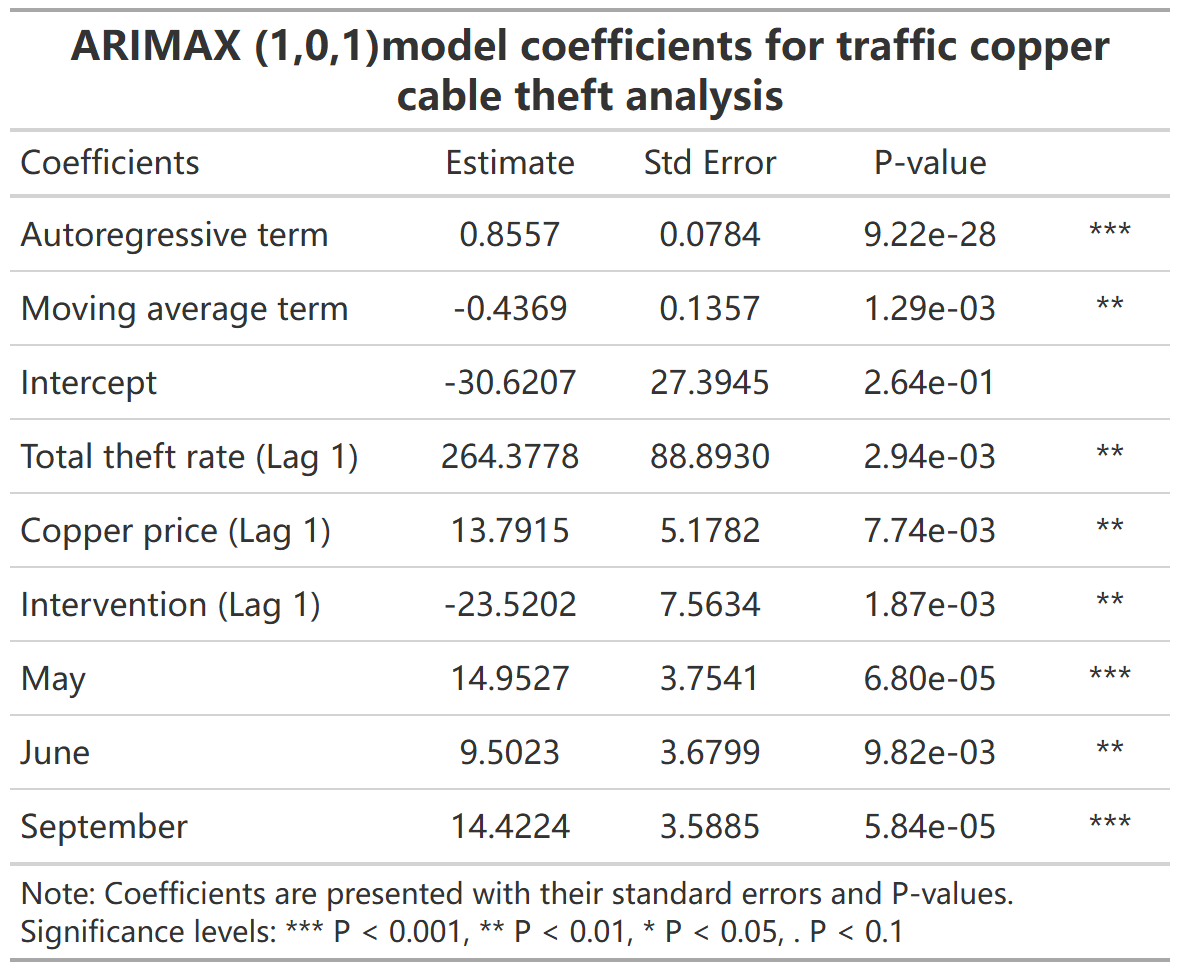 ARIMAX (1,0,1)model coefficients for traffic copper
cable theft analysis
Coefficients Estimate Std Error P-value
Autoregressive term 0.8557 0.0784 9.22e-28 ***
Moving average term -0.4369 0.1357 1.29e-03 **
Intercept -30.6207 27.3945 2.64e-01
Total theft rate (Lag 1) 264.3778 88.8930 2.94e-03 **
Copper price (Lag 1) 13.7915 5.1782 7.74e-03 **
Intervention (Lag 1) -23.5202 7.5634 1.87e-03 **
May 14.9527 3.7541 6.80e-05 ***
June 9.5023 3.6799 9.82e-03 **
September 14.4224 3.5885 5.84e-05 ***
Note: Coefficients are presented with their standard errors and P-values.
Significance levels: *** P < 0.001, ** P < 0.01, * P < 0.05, . P < 0.1